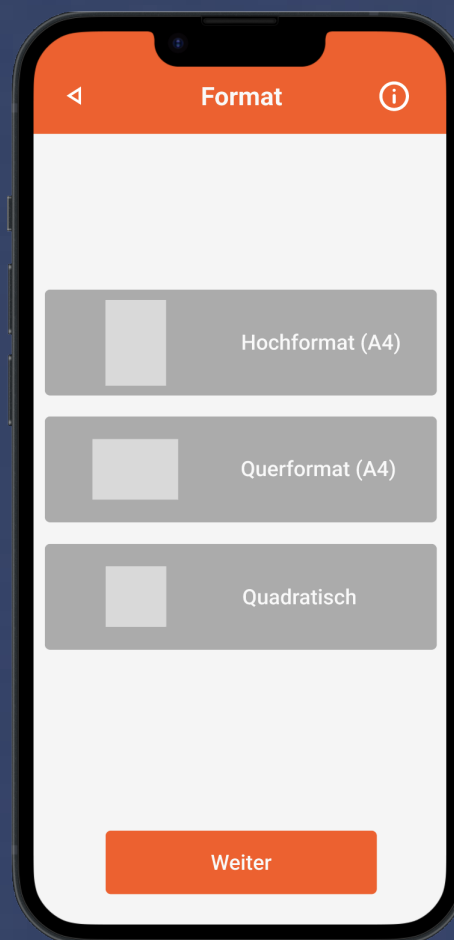 Format
Hochformat (A4)
Querformat (A4)
Quadratisch
Weiter